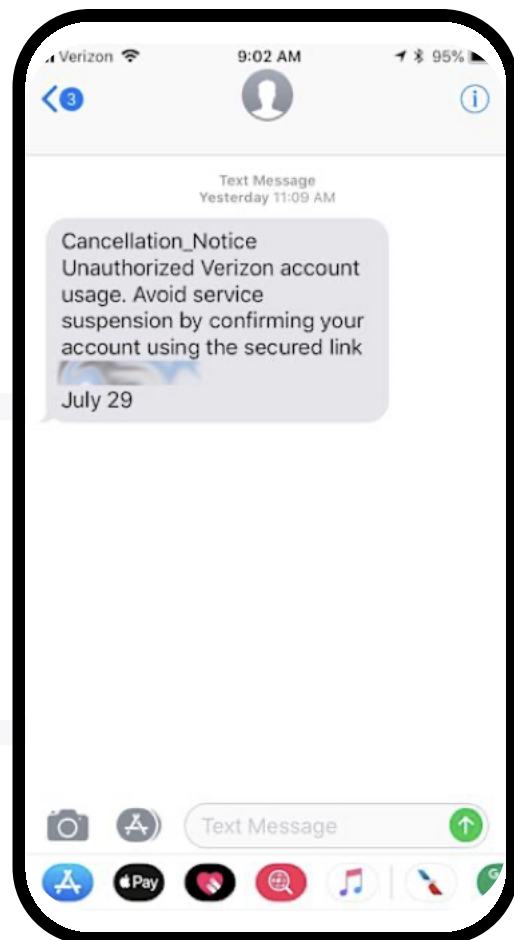 Verizon 9:02 AM 95%
3
Text Message
Yesterday 11:09 AM
Cancellation_Notice
Unauthorized Verizon account
usage. Avoid service
suspension by confirming your
account using the secured link
July 29
Text Message
Pay
G